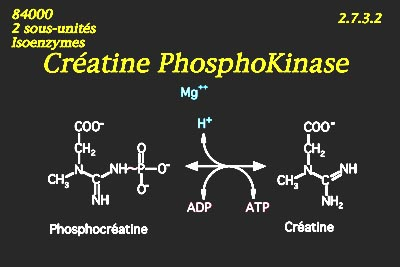 84000
2 sous-unités
Isoenzymes
2.7.3.2
Créatine PhosphoKinase
Mg++
H+
COO-
CH2
N
CH3
C
NH
P
O
O-
O-
NH
Phosphocréatine
ADP
ATP
COO-
CH2
N
CH3
C
NH
NH2
Créatine